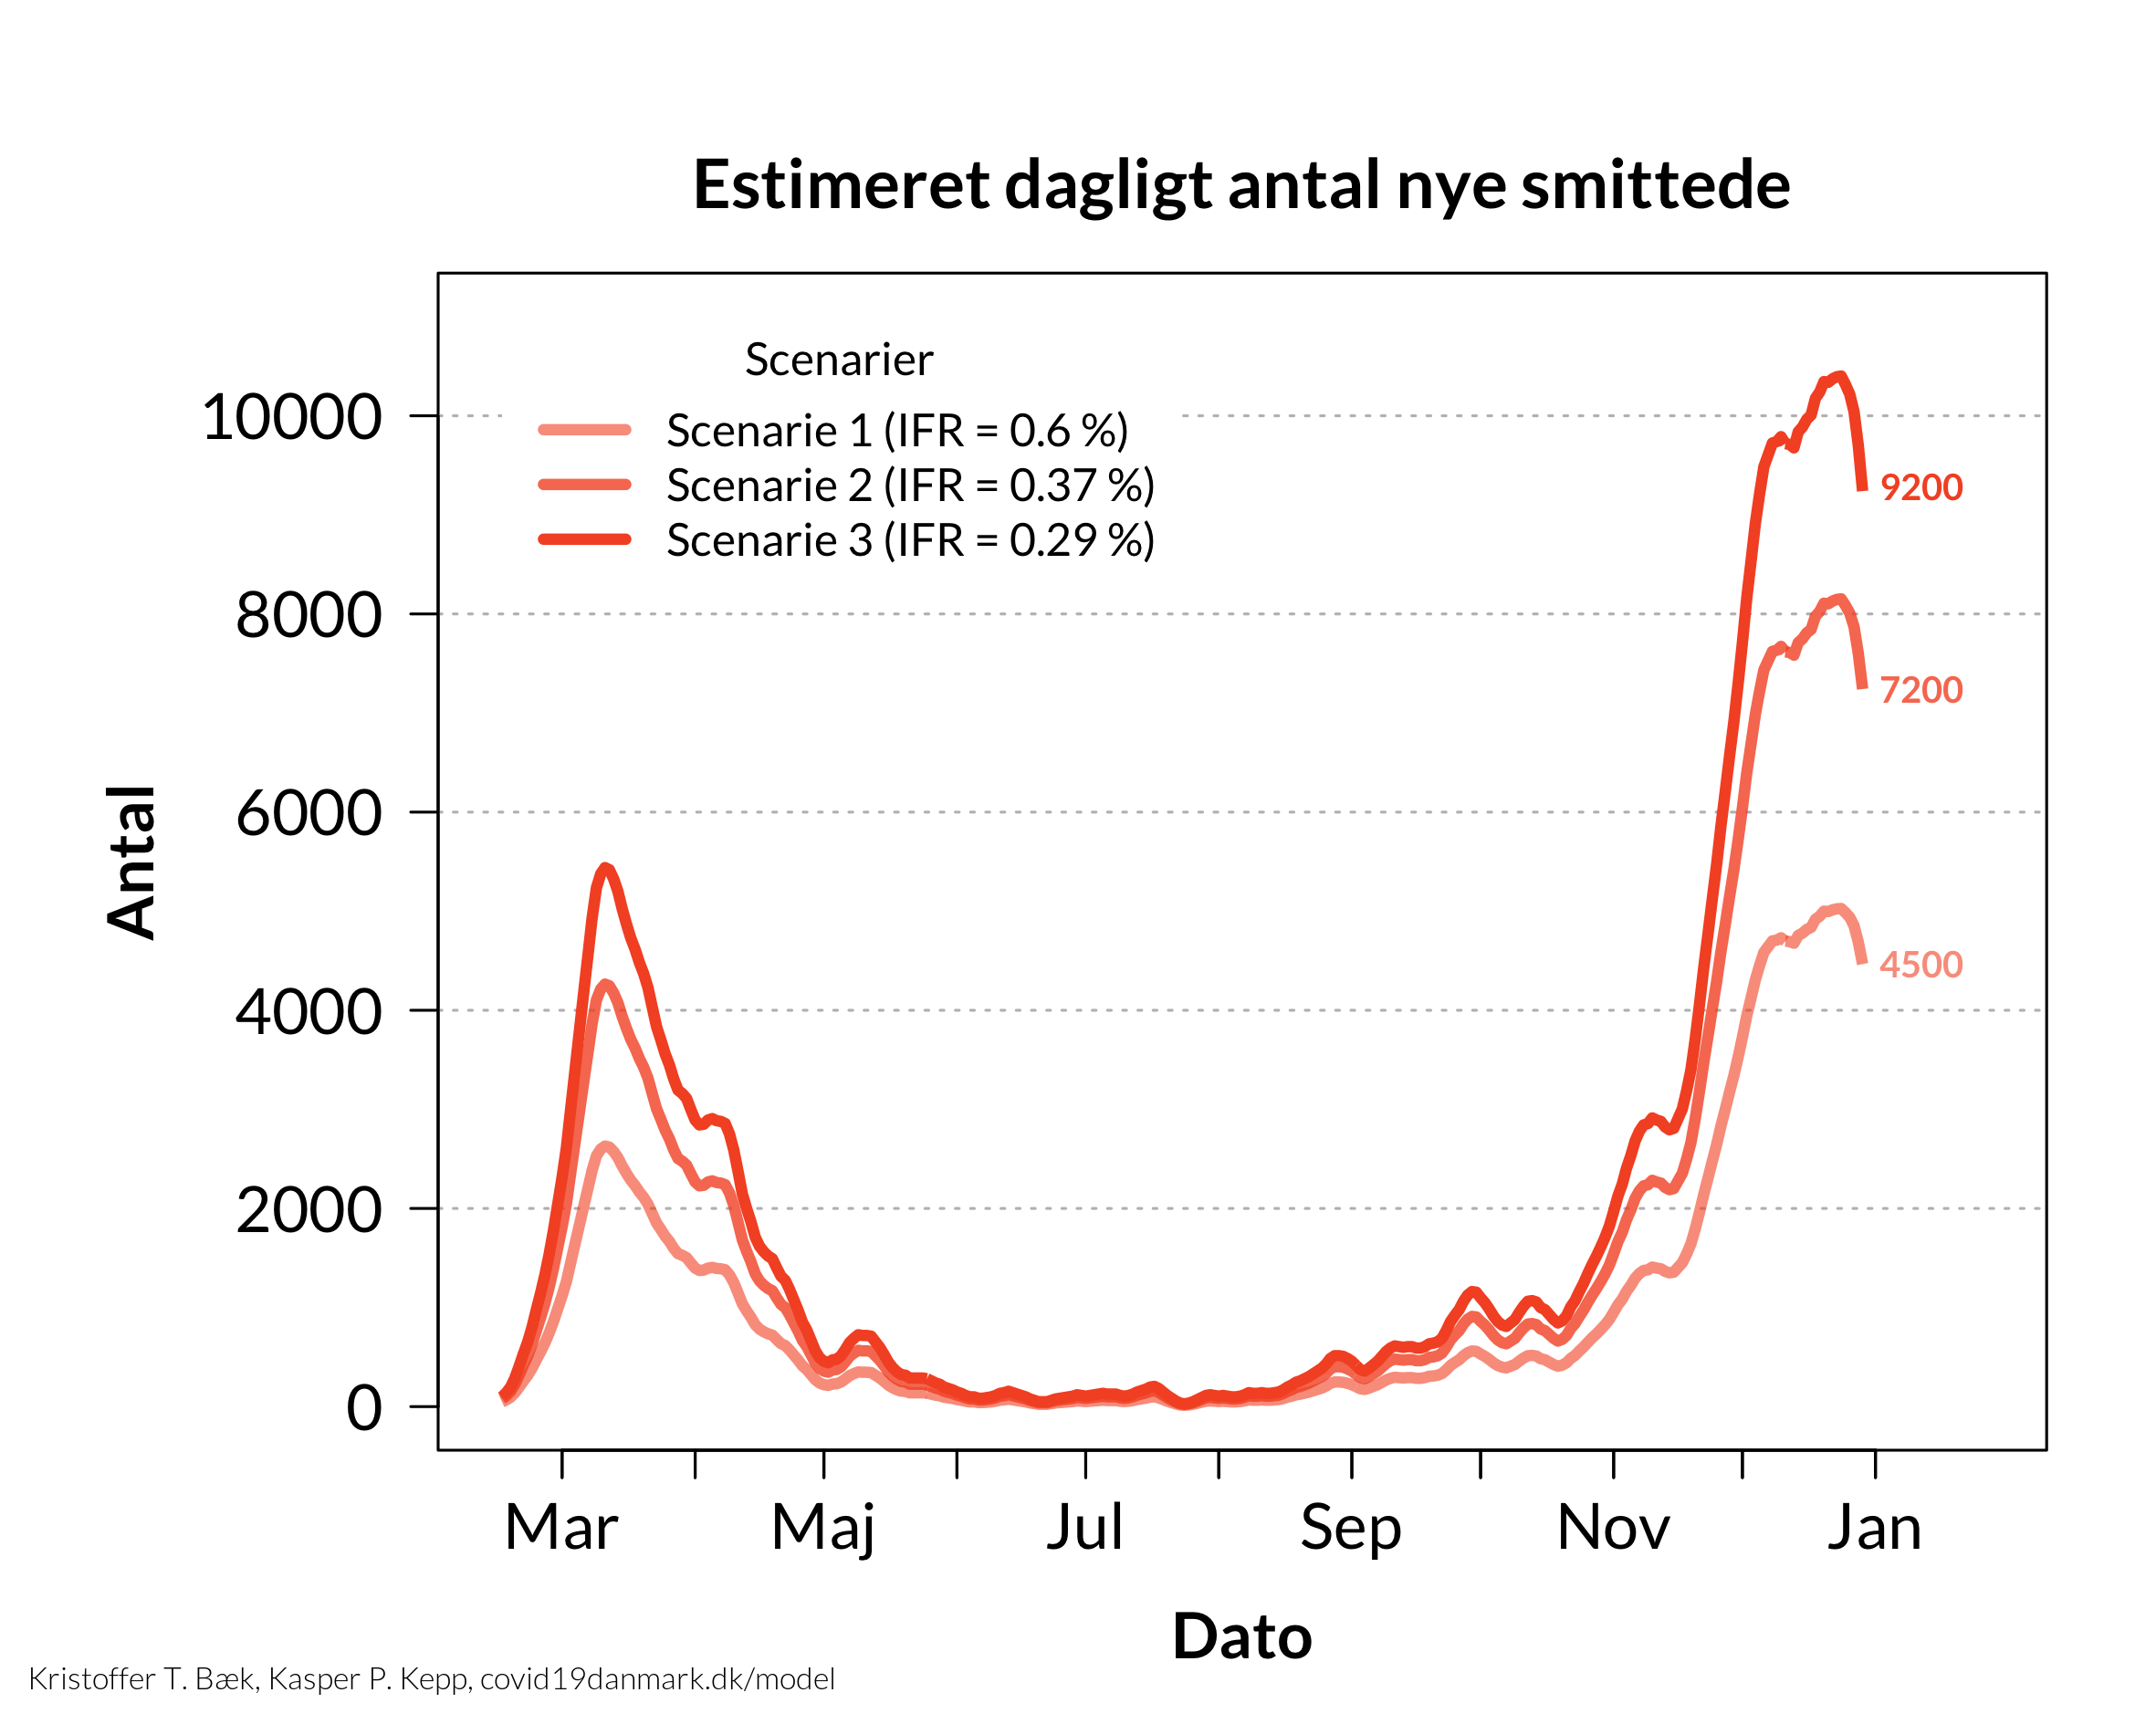 Estimeret dagligt antal nye smittede
Scenarier
Scenarie 1 (IFR = 0.6 %)
Scenarie 2 (IFR = 0.37 %)
Scenarie 3 (IFR = 0.29 %)
Antal
10000
8000
6000
4000
2000
0
9200
7200
4500
Mar Maj Jul Sep Nov Jan
Dato
Kristoffer T. Bæk, Kasper P. Kepp, covid19danmark.dk/model